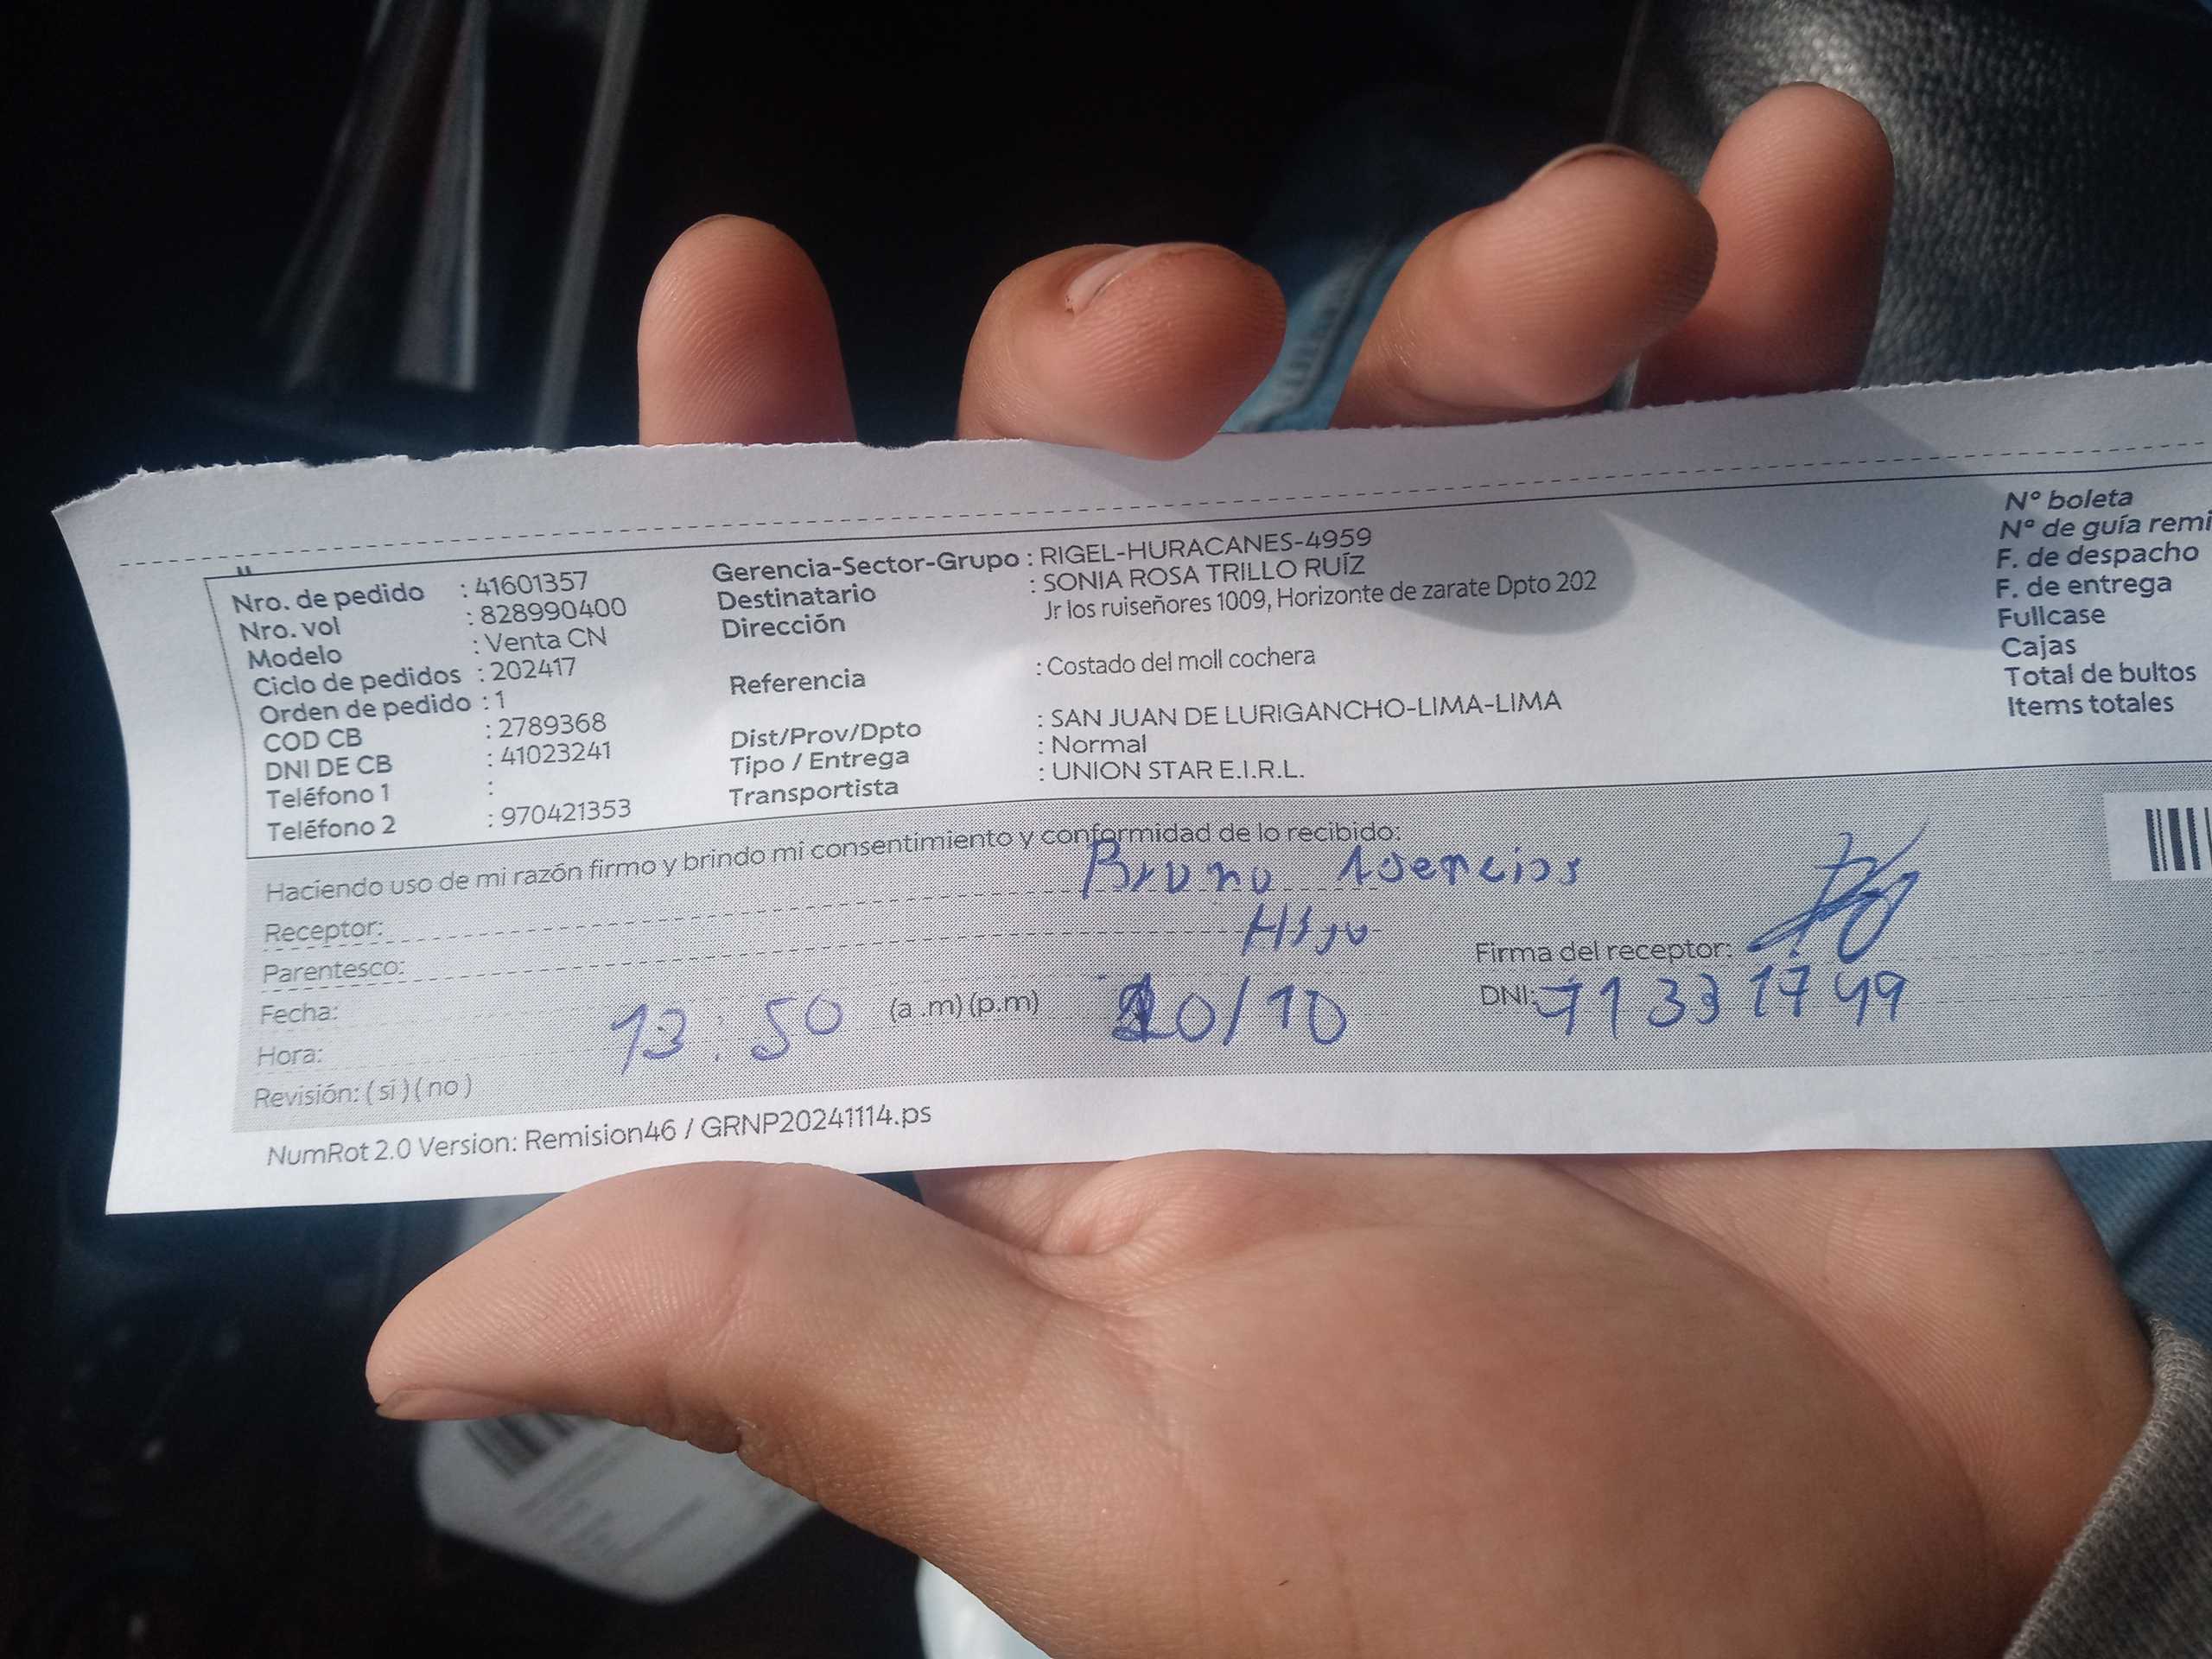 Nro. de pedido : 41601357
Nro. vol : 828990400
Modelo : Venta CN
Ciclo de pedidos : 202417
Orden de pedido : 1
COD CB : 2789368
DNI DE CB : 41023241
Teléfono 1 :
Teléfono 2 : 970421353
Gerencia-Sector-Grupo : RIGEL-HURACANES-4959
Destinatario : SONIA ROSA TRILLO RUÍZ
Dirección Jr los ruiseñores 1009, Horizonte de zarate Dpto 202
Referencia : Costado del moll cochera
Dist/Prov/Dpto : SAN JUAN DE LURIGANCHO-LIMA-LIMA
Tipo / Entrega : Normal
Transportista : UNION STAR E.I.R.L.
Nº boleta
Nº de guía remi
F. de despacho
F. de entrega
Fullcase
Cajas
Total de bultos
Items totales
Haciendo uso de mi razón firmo y brindo mi consentimiento y conformidad de lo recibido:
Receptor: Bruno Asencios
Parentesco: Hijo
Firma del receptor:
Fecha:
Hora: 13:50 (a .m) (p.m) 10/10
DNI: 71331749
Revisión: ( sí ) ( no )
NumRot 2.0 Version: Remision46 / GRNP20241114.ps